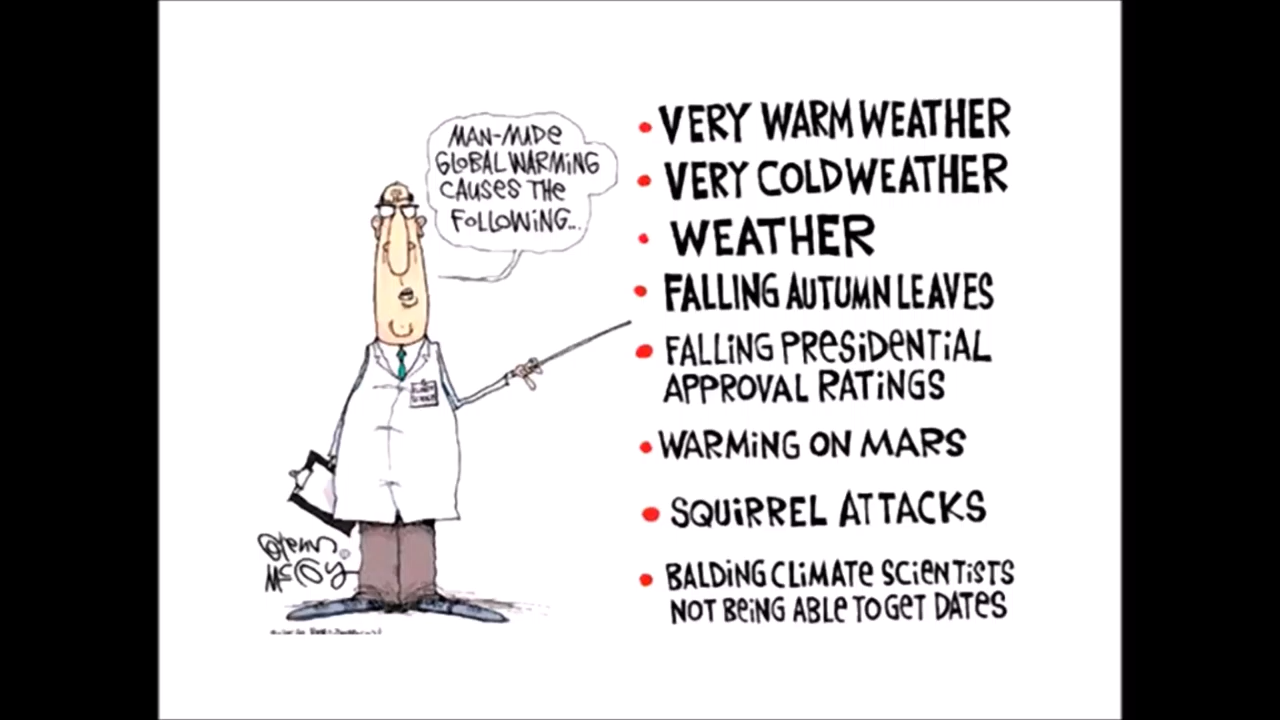 MAN-MADE
GLOBAL WARMING
CAUSES THE
FOLLOWING...
• VERY WARM WEATHER
• VERY COLD WEATHER
• WEATHER
• FALLING AUTUMN LEAVES
• FALLING PRESIDENTIAL
APPROVAL RATINGS
• WARMING ON MARS
• SQUIRREL ATTACKS
• BALDING CLIMATE SCIENTISTS
NOT BEING ABLE TO GET DATES
Glenn
McCoy